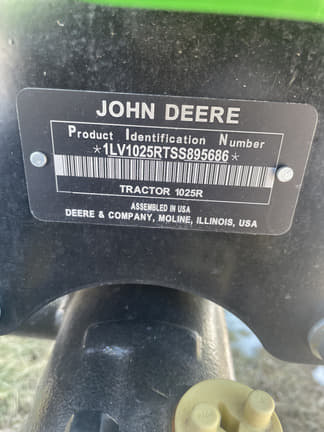 JOHN DEERE
Product Identification Number
*1LV1025RTSS895686*
TRACTOR 1025R
ASSEMBLED IN USA
DEERE & COMPANY, MOLINE, ILLINOIS, USA